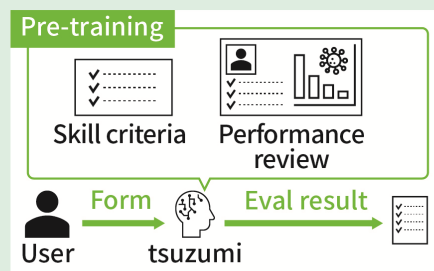 Pre-training
Skill criteria
Performance
review
Form
Eval result
User
tsuzumi